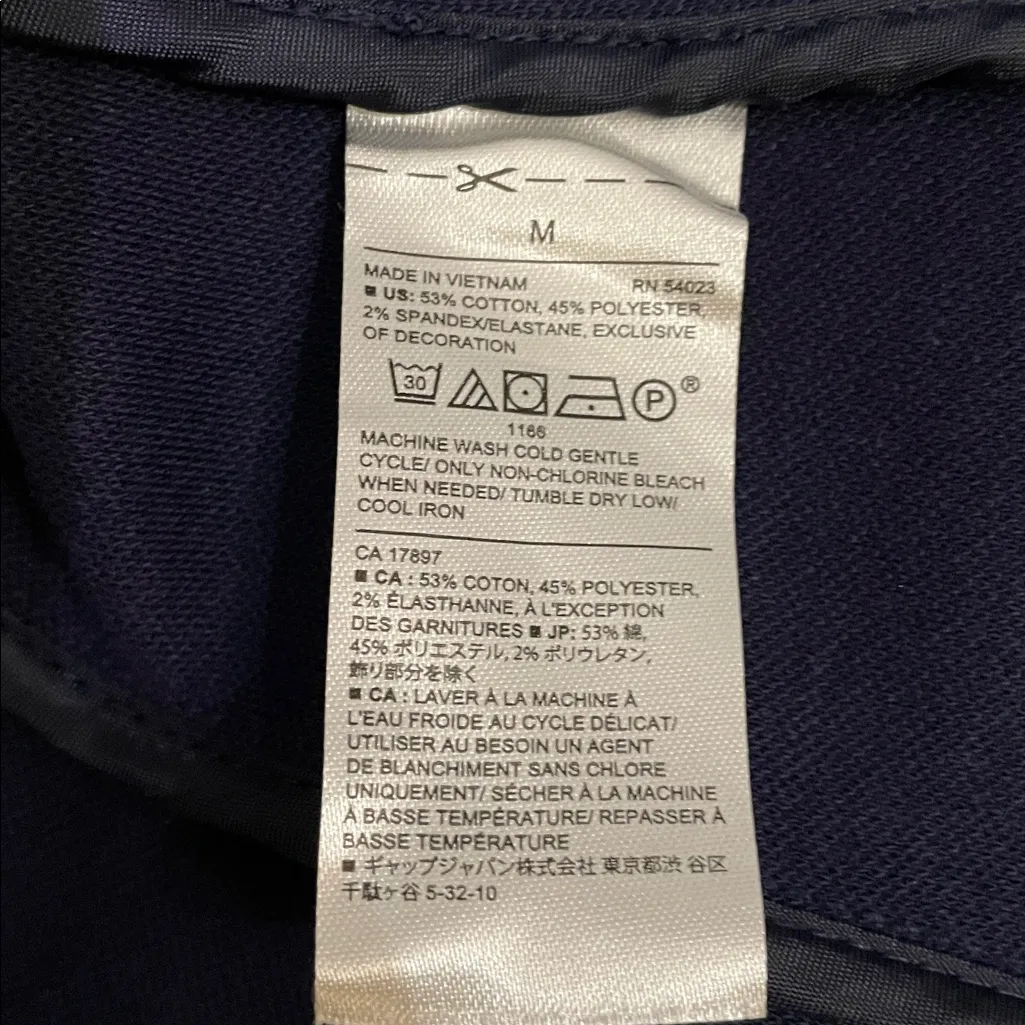 M
MADE IN VIETNAM RN 54023
■ US: 53% COTTON, 45% POLYESTER,
2% SPANDEX/ELASTANE, EXCLUSIVE
OF DECORATION
30 P®
1166
MACHINE WASH COLD GENTLE
CYCLE/ ONLY NON-CHLORINE BLEACH
WHEN NEEDED/ TUMBLE DRY LOW/
COOL IRON
CA 17897
■ CA : 53% COTON, 45% POLYESTER,
2% ÉLASTHANNE, À L'EXCEPTION
DES GARNITURES ■ JP: 53% 綿,
45% ポリエステル, 2% ポリウレタン,
飾り部分を除く
■ CA : LAVER À LA MACHINE À
L'EAU FROIDE AU CYCLE DÉLICAT/
UTILISER AU BESOIN UN AGENT
DE BLANCHIMENT SANS CHLORE
UNIQUEMENT/ SÉCHER À LA MACHINE
À BASSE TEMPÉRATURE/ REPASSER À
BASSE TEMPÉRATURE
■ ギャップジャパン株式会社 東京都渋 谷区
千駄ヶ谷 5-32-10